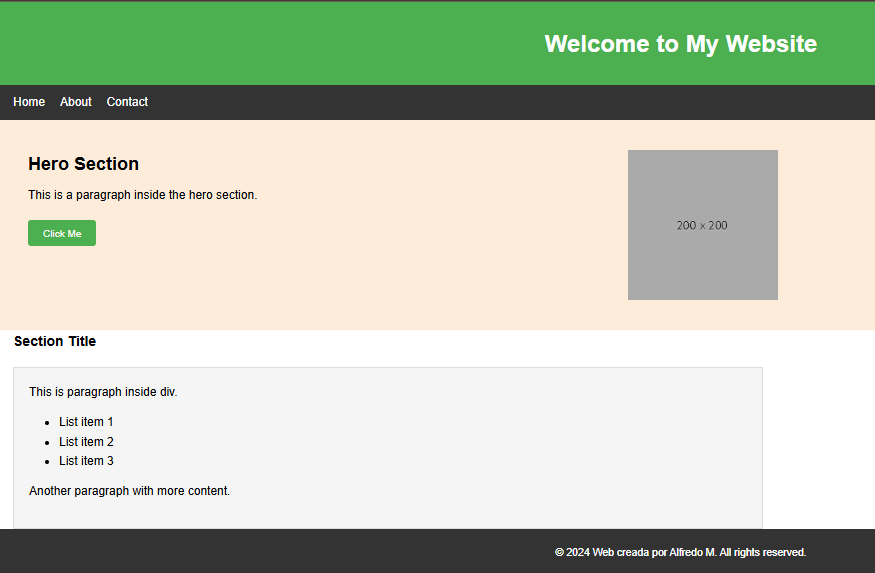 Welcome to My Website
Home About Contact
Hero Section
This is a paragraph inside the hero section.
Click Me
200 x 200
Section Title
This is paragraph inside div.
• List item 1
• List item 2
• List item 3
Another paragraph with more content.
© 2024 Web creada por Alfredo M. All rights reserved.